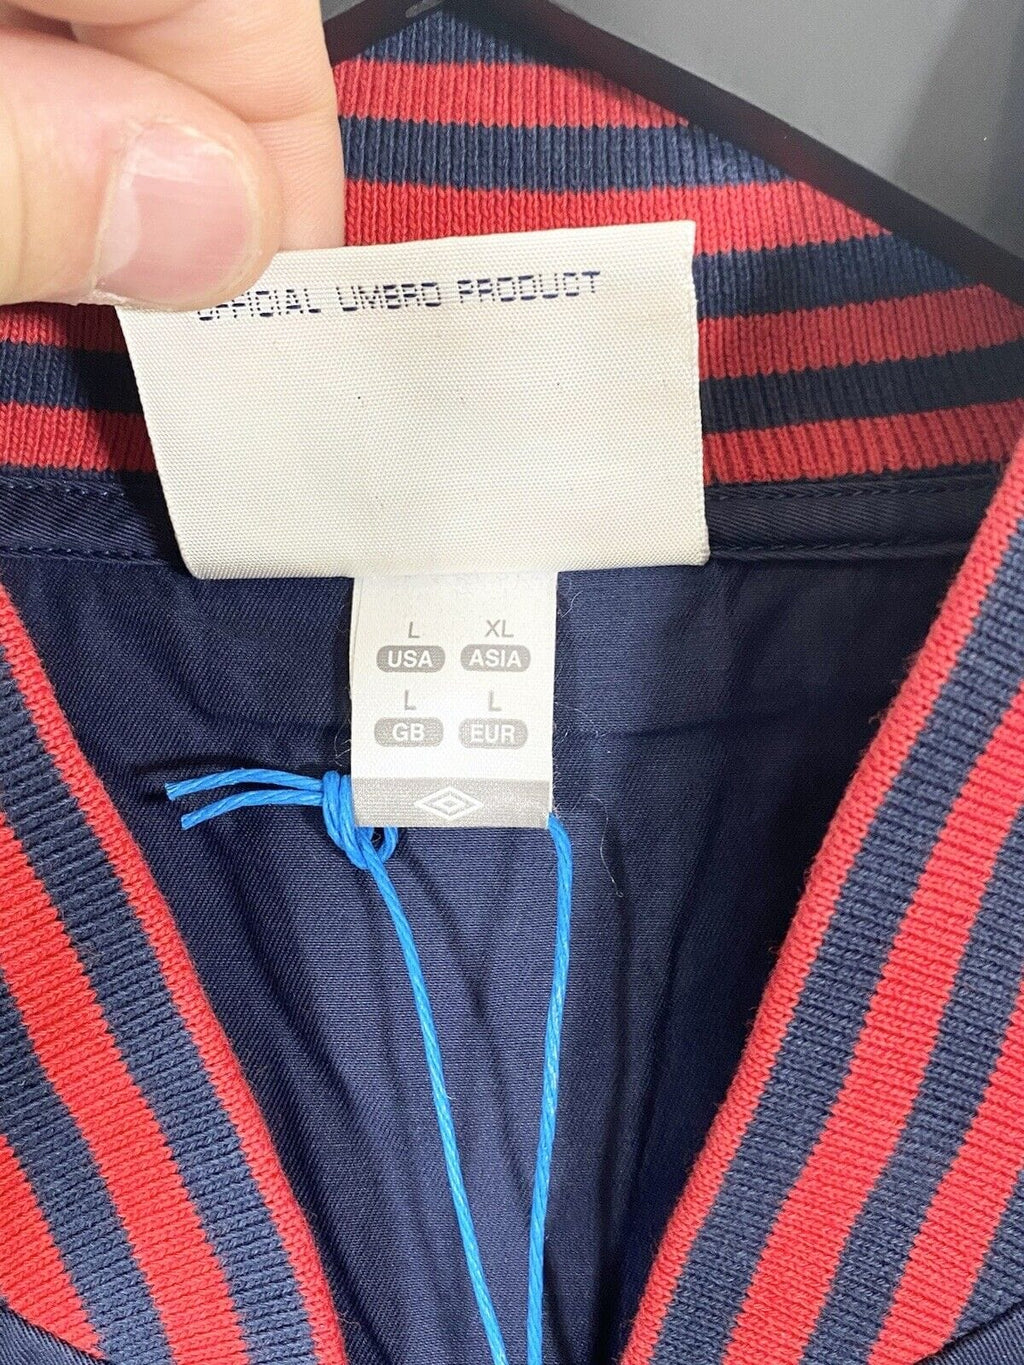 OFFICIAL UMBRO PRODUCT
L XL
USA ASIA
L L
GB EUR